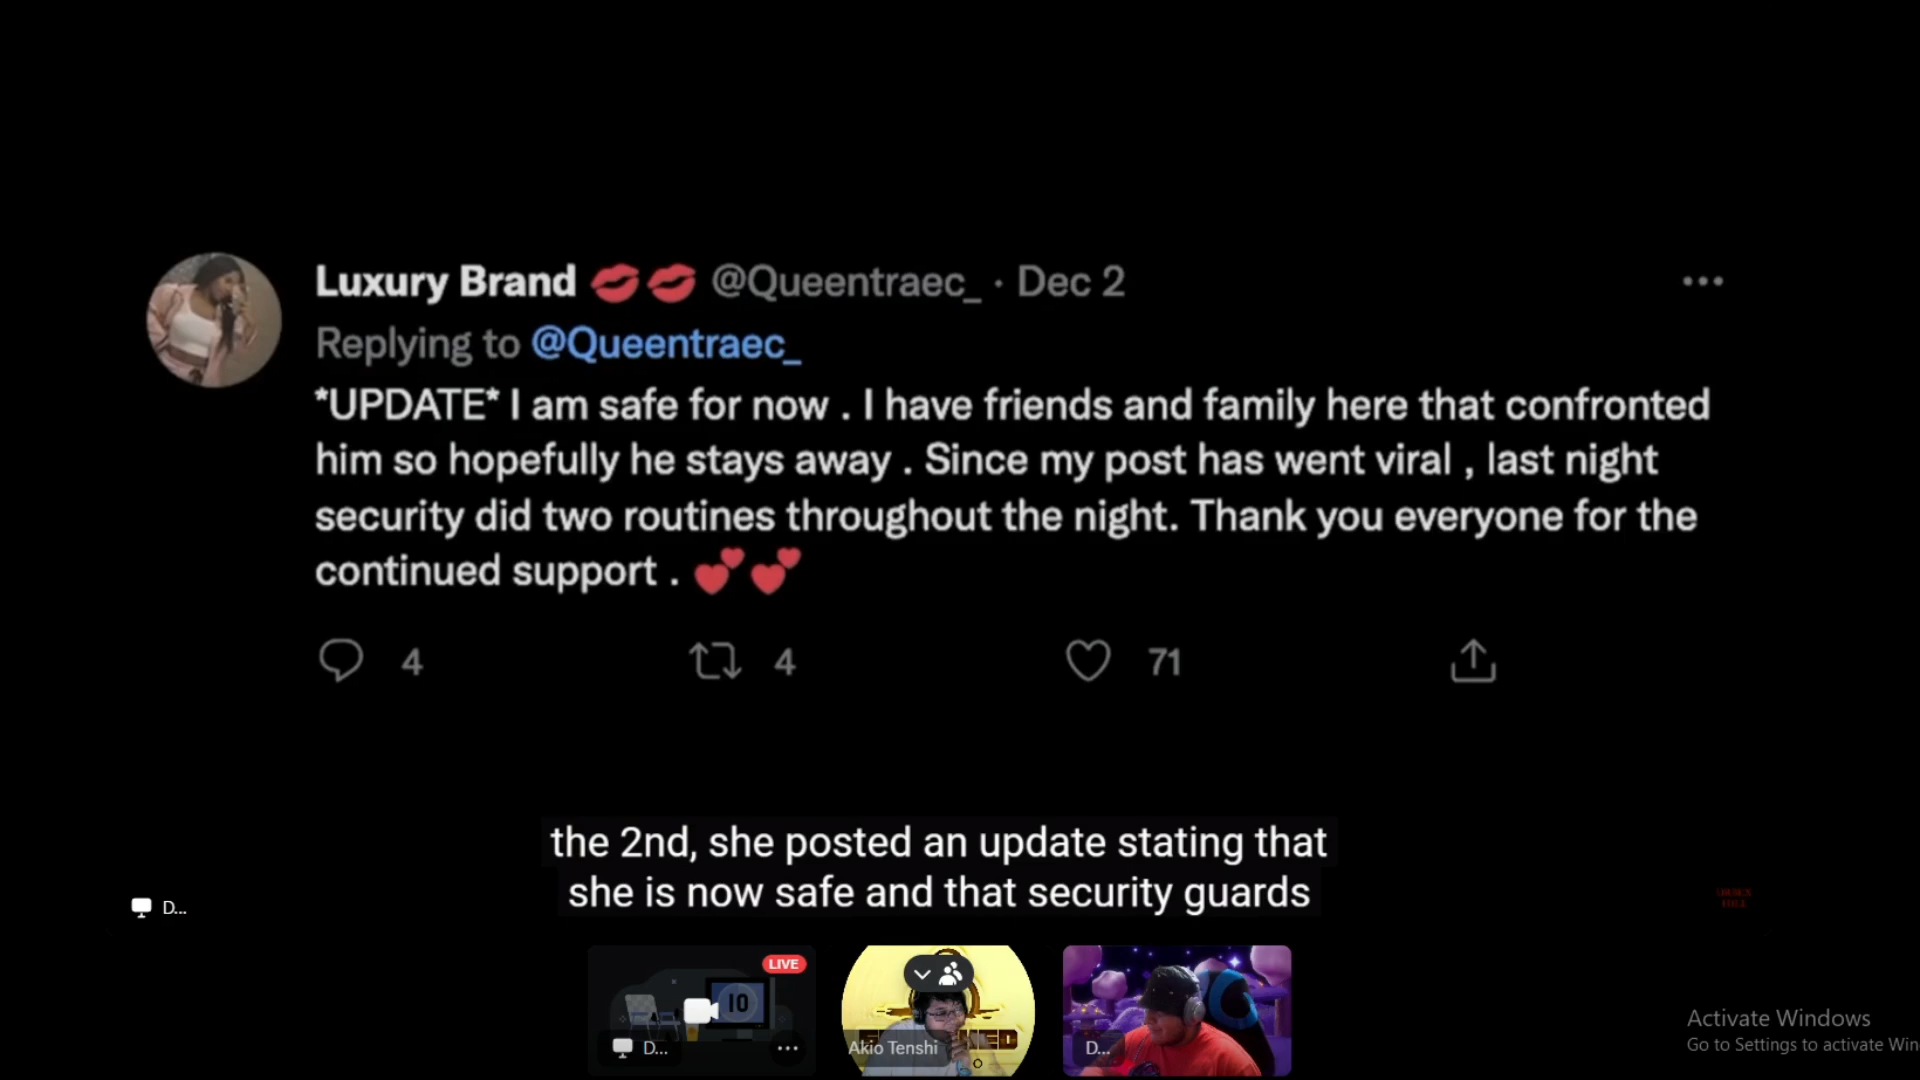 Luxury Brand 💋💋 @Queentraec_ · Dec 2
Replying to @Queentraec_
*UPDATE* I am safe for now . I have friends and family here that confronted
him so hopefully he stays away . Since my post has went viral , last night
security did two routines throughout the night. Thank you everyone for the
continued support . 💕💕
4 4 71
the 2nd, she posted an update stating that
she is now safe and that security guards
D...
LIVE
10
D...
Akio Tenshi
D...
Activate Windows
Go to Settings to activate Win